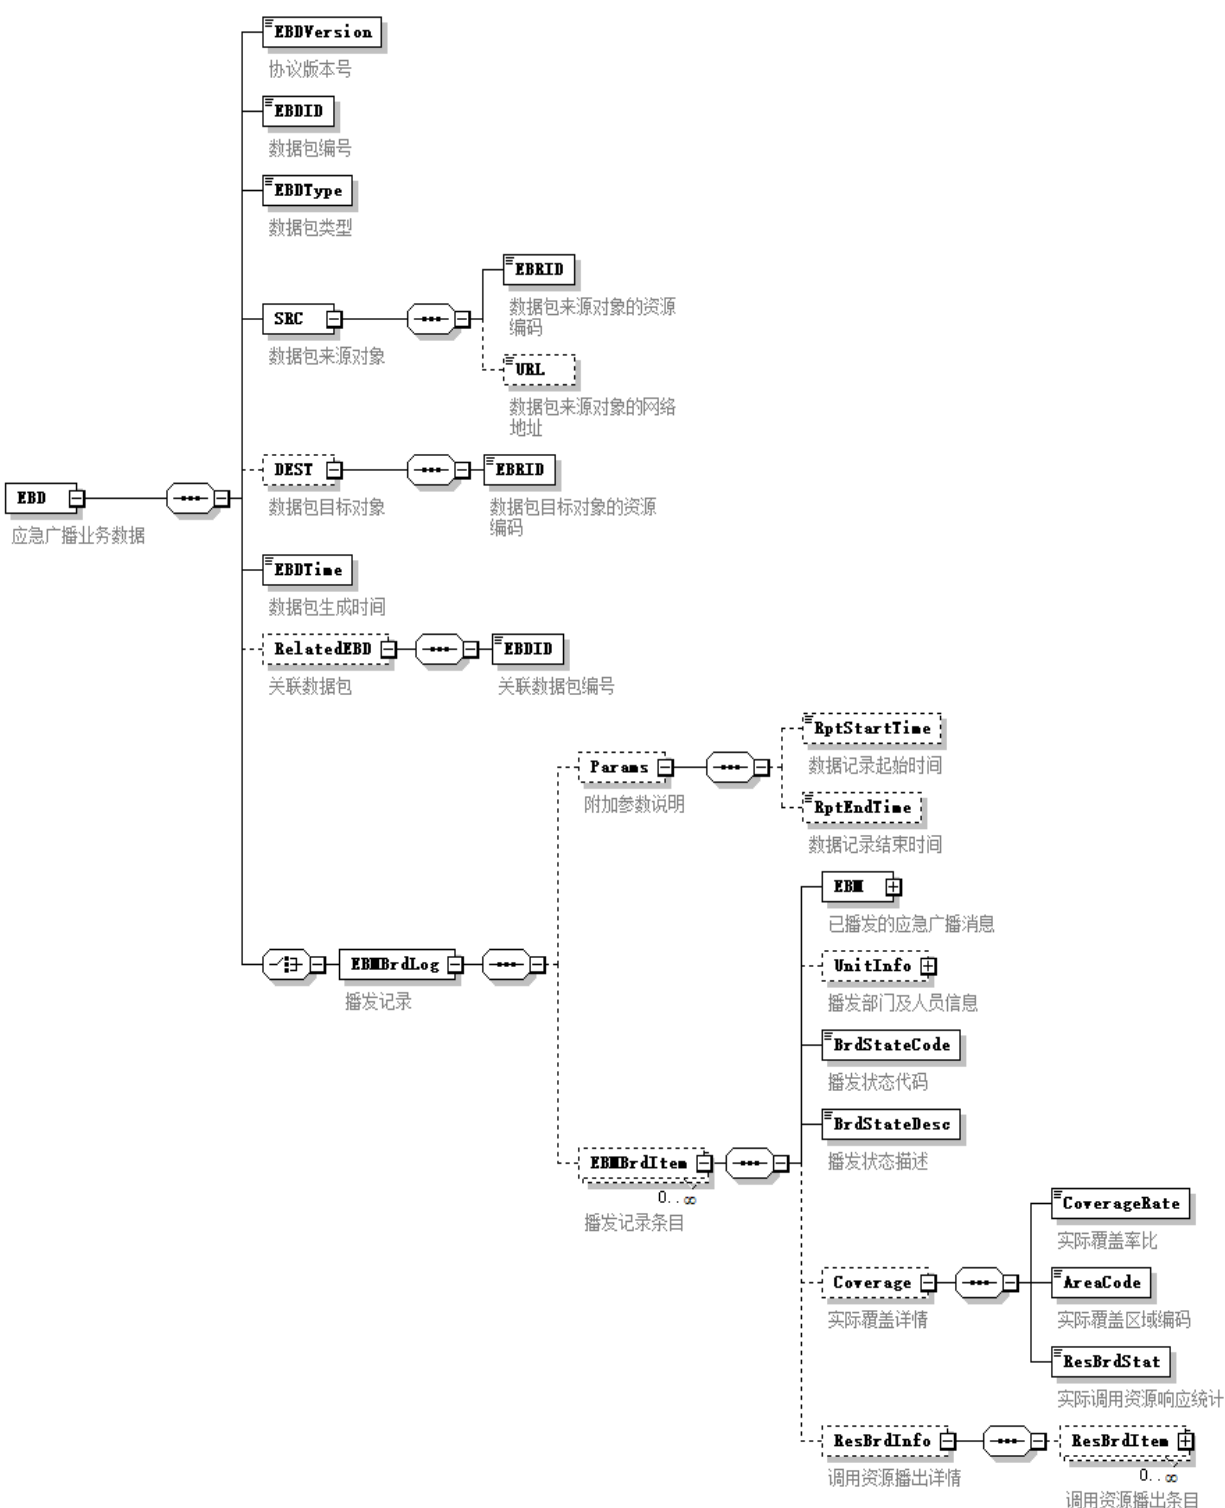 EBDVersion
协议版本号
EBDID
数据包编号
EBDType
数据包类型
EBRID
数据包来源对象的资源
编码
SRC
数据包来源对象
URL
数据包来源对象的网络
地址
DEST
数据包目标对象
EBRID
数据包目标对象的资源
编码
EBD
应急广播业务数据
EBDTime
数据包生成时间
RelatedEBD
关联数据包
EBDID
关联数据包编号
RptStartTime
数据记录起始时间
Params
附加参数说明
RptEndTime
数据记录结束时间
EBM
已播发的应急广播消息
EBMBrdLog
播发记录
UnitInfo
播发部门及人员信息
BrdStateCode
播发状态代码
BrdStateDesc
播发状态描述
EBMBrdItem
0..∞
播发记录条目
CoverageRate
实际覆盖率比
Coverage
实际覆盖详情
AreaCode
实际覆盖区域编码
ResBrdStat
实际调用资源响应统计
ResBrdInfo
调用资源播出详情
ResBrdItem
0..∞
调用资源播出条目